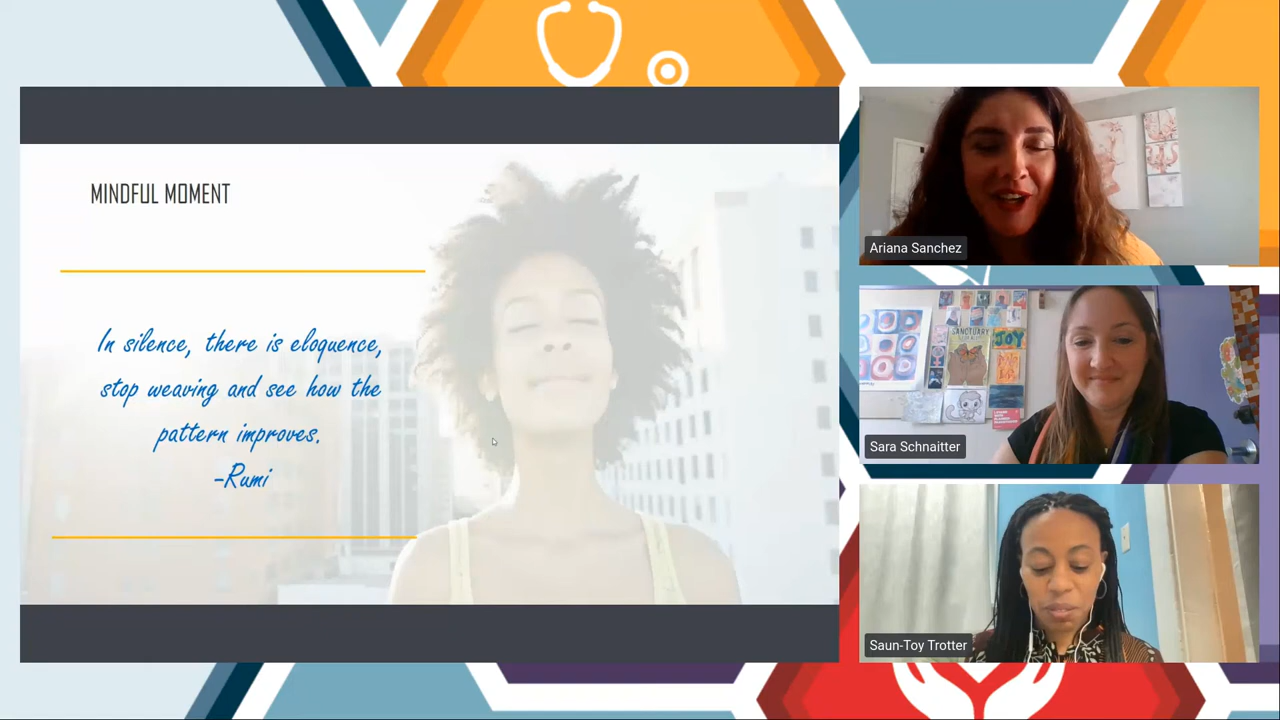 MINDFUL MOMENT
In silence, there is eloquence,
stop weaving and see how the
pattern improves.
-Rumi
Ariana Sanchez
SANCTUARY
JOY
Sara Schnaitter
Saun-Toy Trotter